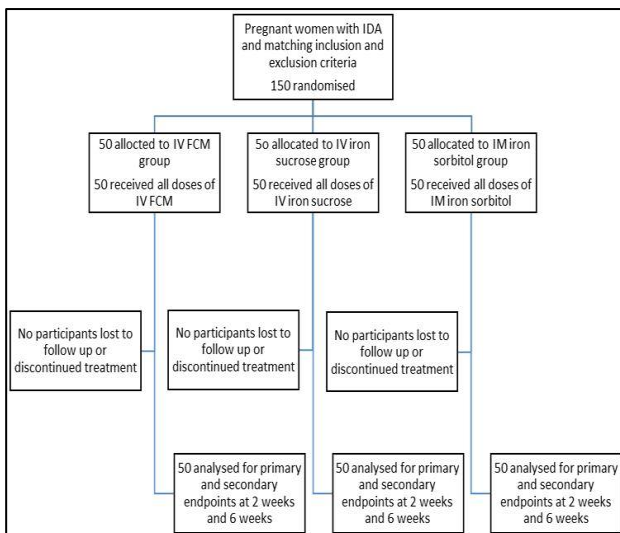 Pregnant women with IDA
and matching inclusion and
exclusion criteria
150 randomised
50 allocted to IV FCM
group
50 received all doses of
IV FCM
5o allocated to IV iron
sucrose group
50 received all doses of
IV iron sucrose
50 allocated to IM iron
sorbitol group
50 received all doses of
IM iron sorbitol
No participants lost to
follow up or
discontinued treatment
No participants lost to
follow up or
discontinued treatment
No participants lost to
follow up or
discontinued treatment
50 analysed for primary
and secondary
endpoints at 2 weeks
and 6 weeks
50 analysed for primary
and secondary
endpoints at 2 weeks
and 6 weeks
50 analysed for primary
and secondary
endpoints at 2 weeks
and 6 weeks